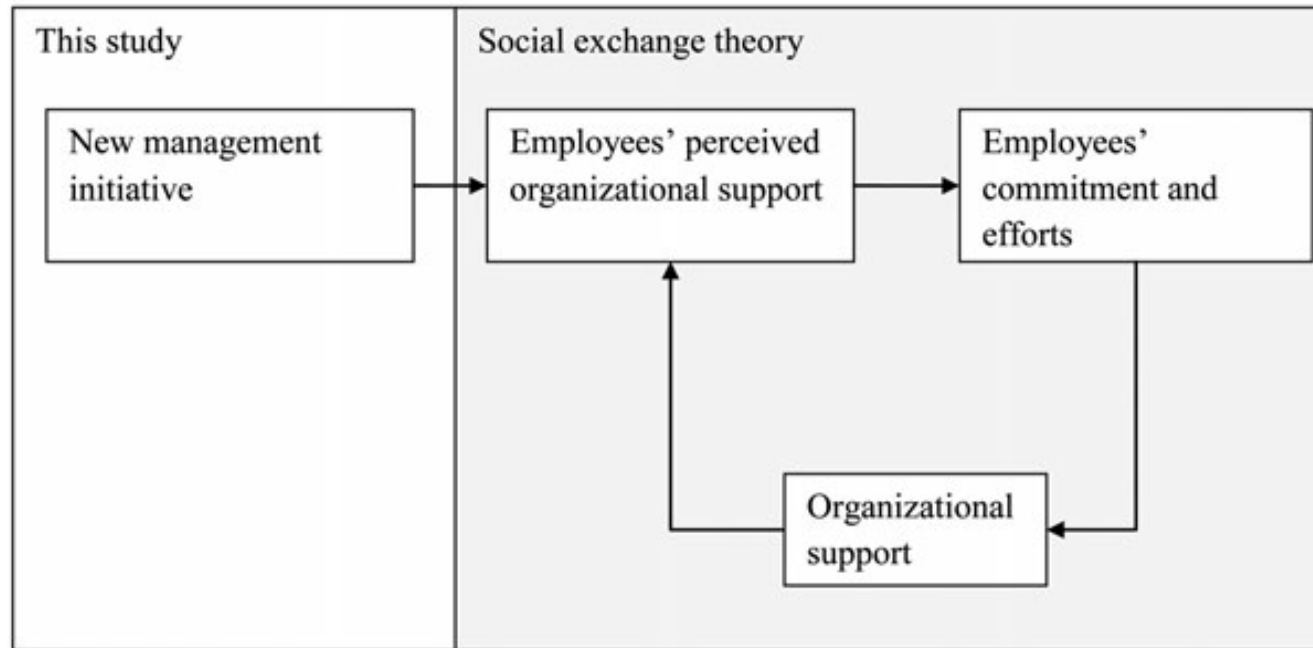 This study
Social exchange theory
New management
initiative
Employees’ perceived
organizational support
Employees’
commitment and
efforts
Organizational
support